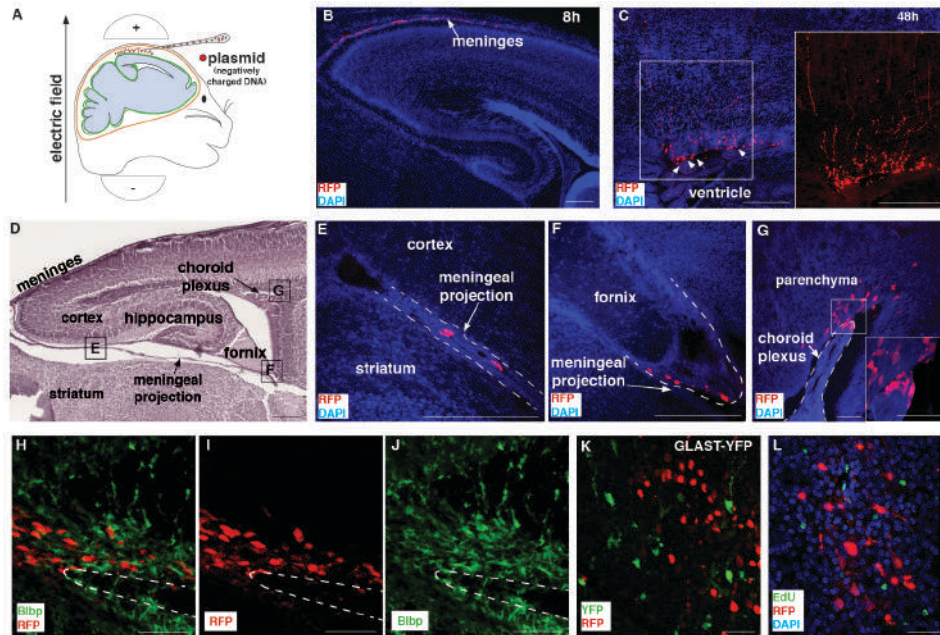 A
+
plasmid
(negatively
charged DNA)
electric field
-
B
8h
meninges
RFP
DAPI
C
48h
ventricle
RFP
DAPI
D
meninges
choroid
plexus
G
cortex
hippocampus
E
fornix
F
meningeal
projection
striatum
E
cortex
meningeal
projection
striatum
RFP
DAPI
F
fornix
meningeal
projection
RFP
DAPI
G
parenchyma
choroid
plexus
RFP
DAPI
H
Blbp
RFP
I
RFP
J
Blbp
K
GLAST-YFP
YFP
RFP
L
EdU
RFP
DAPI